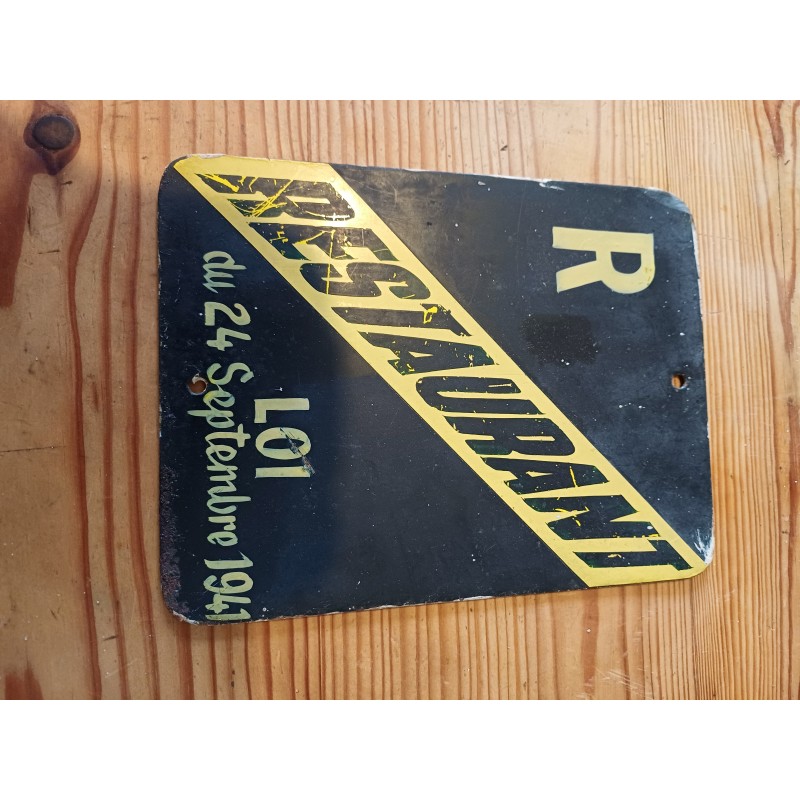 R
RESTAURANT
LOI
du 24 Septembre 1941